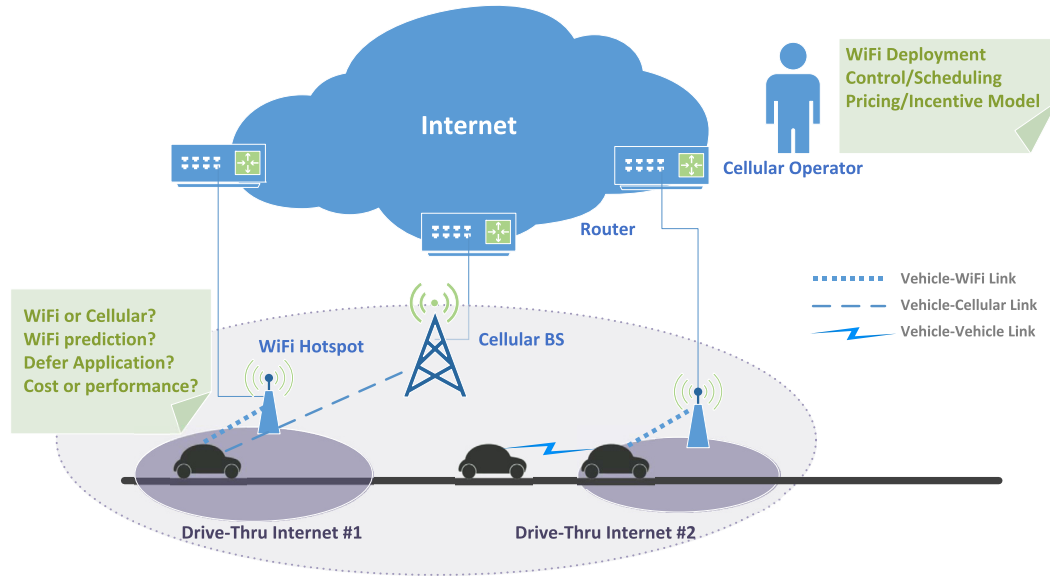 WiFi Deployment
Control/Scheduling
Pricing/Incentive Model
Internet
Cellular Operator
Router
Vehicle-WiFi Link
Vehicle-Cellular Link
Vehicle-Vehicle Link
WiFi or Cellular?
WiFi prediction?
Defer Application?
Cost or performance?
WiFi Hotspot
Cellular BS
Drive-Thru Internet #1
Drive-Thru Internet #2